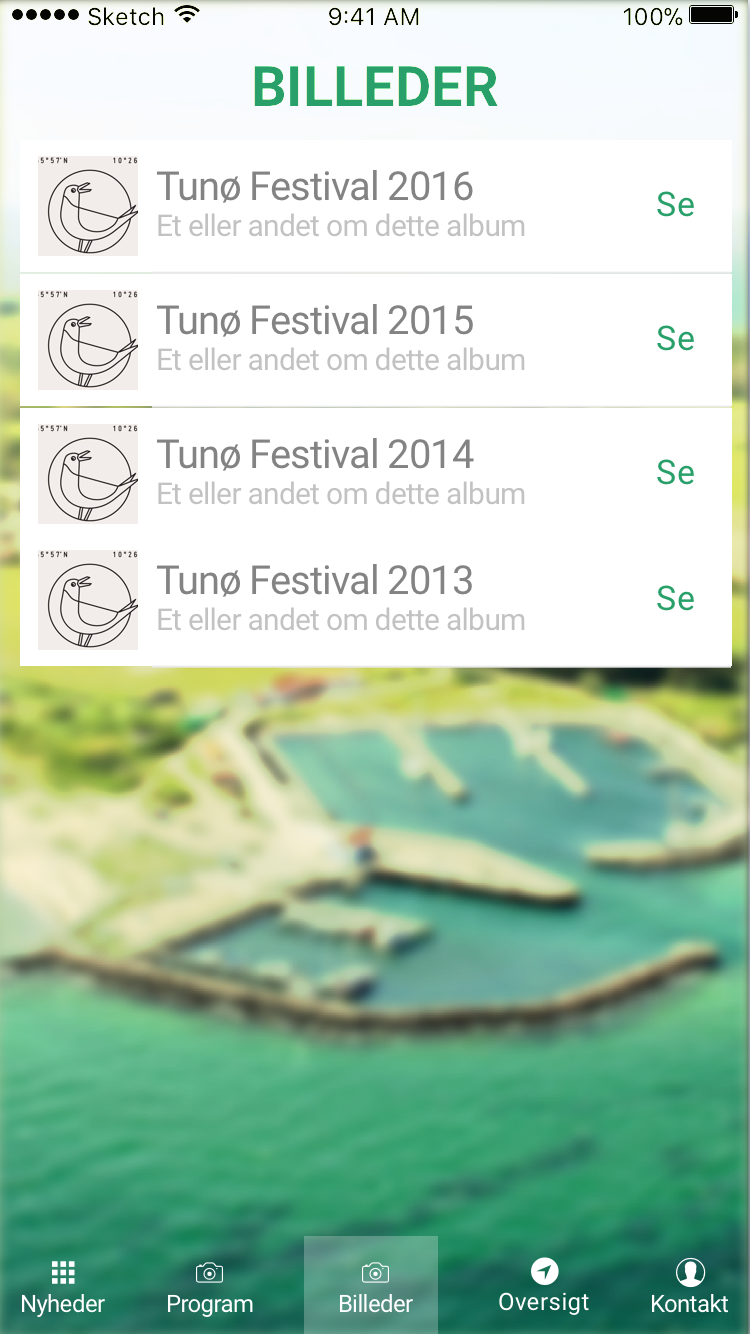 Sketch 9:41 AM 100%
BILLEDER
5°57'N 10°26
Tunø Festival 2016
Et eller andet om dette album
Se
5°57'N 10°26
Tunø Festival 2015
Et eller andet om dette album
Se
5°57'N 10°26
Tunø Festival 2014
Et eller andet om dette album
Se
5°57'N 10°26
Tunø Festival 2013
Et eller andet om dette album
Se
Nyheder Program Billeder Oversigt Kontakt